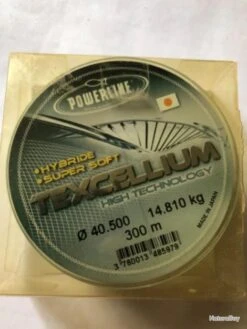 POWERLINE
• HYBRIDE
• SUPER SOFT
TEXCELLIUM
HIGH TECHNOLOGY
Ø 40.500 14.810 kg
300 m
MADE IN JAPAN
3 780013 485979
NaturaBuy